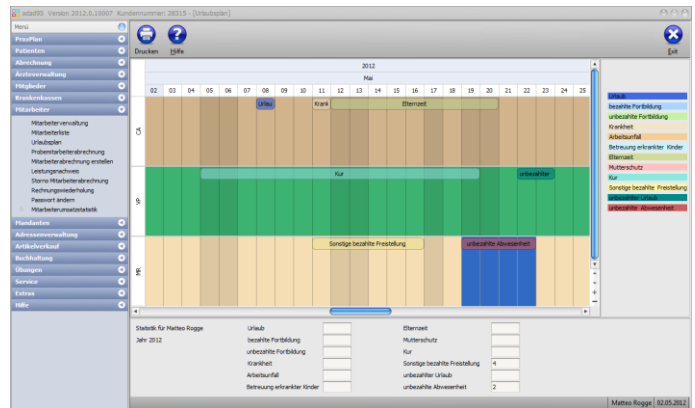 adad95 Version 2012.0.10007 Kundennummer: 28315 - [Urlaubsplan]
Menü
PraxPlan
Patienten
Abrechnung
Ärzteverwaltung
Mitglieder
Krankenkassen
Mitarbeiter
Mitarbeiterverwaltung
Mitarbeiterliste
Urlaubsplan
Probemitarbeiterabrechnung
Mitarbeiterabrechnung erstellen
Leistungsnachweis
Storno Mitarbeiterabrechnung
Rechnungswiederholung
Passwort ändern
Mitarbeiterumsatzstatistik
Mandanten
Adressenverwaltung
Artikelverkauf
Buchhaltung
Übungen
Service
Extras
Hilfe
Drucken Hilfe Exit
2012
Mai
02 03 04 05 06 07 08 09 10 11 12 13 14 15 16 17 18 19 20 21 22 23 24 25
CA Urlau Krank Elternzeit
YP Kur unbezahlter
MR Sonstige bezahlte Freistellung unbezahlte Abwesenheit
Urlaub
bezahlte Fortbildung
unbezahlte Fortbildung
Krankheit
Arbeitsunfall
Betreuung erkrankter Kinder
Elternzeit
Mutterschutz
Kur
Sonstige bezahlte Freistellung
unbezahlter Urlaub
unbezahlte Abwesenheit
Statistik für Matteo Rogge Urlaub Elternzeit
Jahr 2012 bezahlte Fortbildung Mutterschutz
unbezahlte Fortbildung Kur
Krankheit Sonstige bezahlte Freistellung 4
Arbeitsunfall unbezahlter Urlaub
Betreuung erkrankter Kinder unbezahlte Abwesenheit 2
Matteo Rogge 02.05.2012